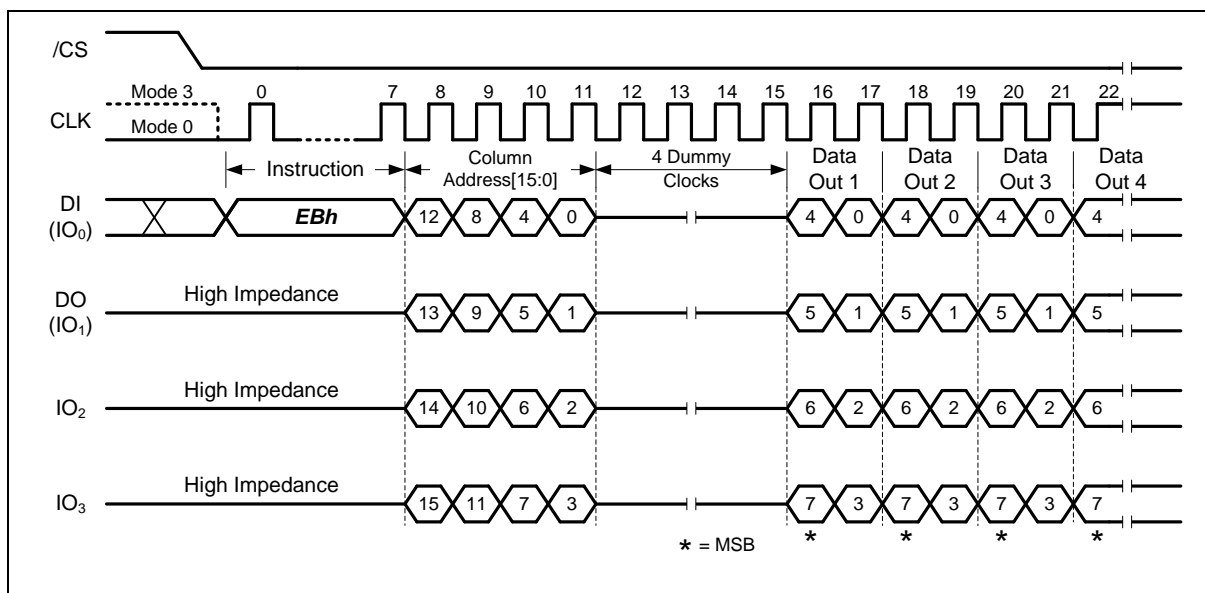 /CS
Mode 3 0 7 8 9 10 11 12 13 14 15 16 17 18 19 20 21 22
CLK
Mode 0
Instruction Column Address[15:0] 4 Dummy Clocks Data Out 1 Data Out 2 Data Out 3 Data Out 4
DI (IO₀) EBh 12 8 4 0 4 0 4 0 4 0 4
DO (IO₁) High Impedance 13 9 5 1 5 1 5 1 5 1 5
IO₂ High Impedance 14 10 6 2 6 2 6 2 6 2 6
IO₃ High Impedance 15 11 7 3 7 3 7 3 7 3 7
* = MSB * * * *